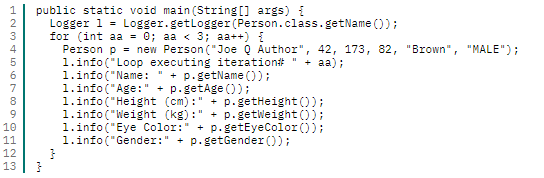 1 public static void main(String[] args) {
2   Logger l = Logger.getLogger(Person.class.getName());
3   for (int aa = 0; aa < 3; aa++) {
4     Person p = new Person("Joe Q Author", 42, 173, 82, "Brown", "MALE");
5     l.info("Loop executing iteration# " + aa);
6     l.info("Name: " + p.getName());
7     l.info("Age:" + p.getAge());
8     l.info("Height (cm):" + p.getHeight());
9     l.info("Weight (kg):" + p.getWeight());
10     l.info("Eye Color:" + p.getEyeColor());
11     l.info("Gender:" + p.getGender());
12   }
13 }